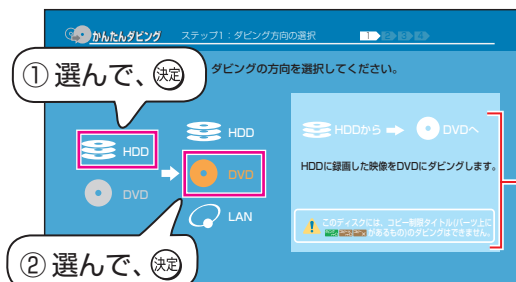 かんたんダビング ステップ1：ダビング方向の選択 1 2 3 4
① 選んで、決定
ダビングの方向を選択してください。
HDD
DVD
HDD
DVD
LAN
② 選んで、決定
HDDから DVDへ
HDDに録画した映像をDVDにダビングします。
このディスクには、コピー制限タイトル(パーツ上に
があるもの)のダビングはできません。